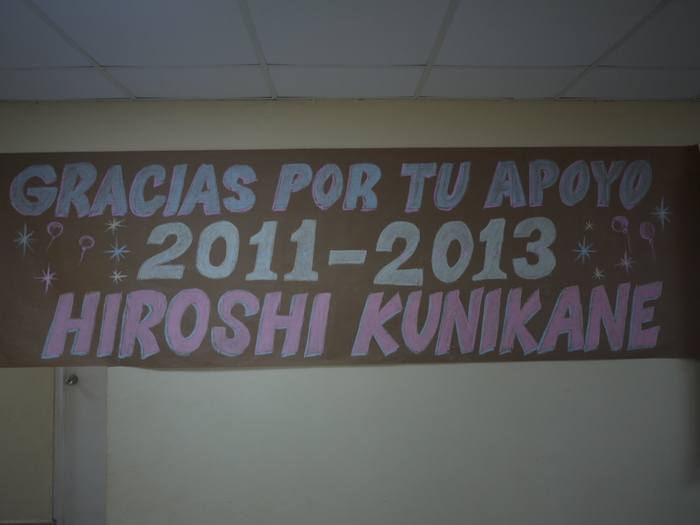 GRACIAS POR TU APOYO
2011-2013
HIROSHI KUNIKANE